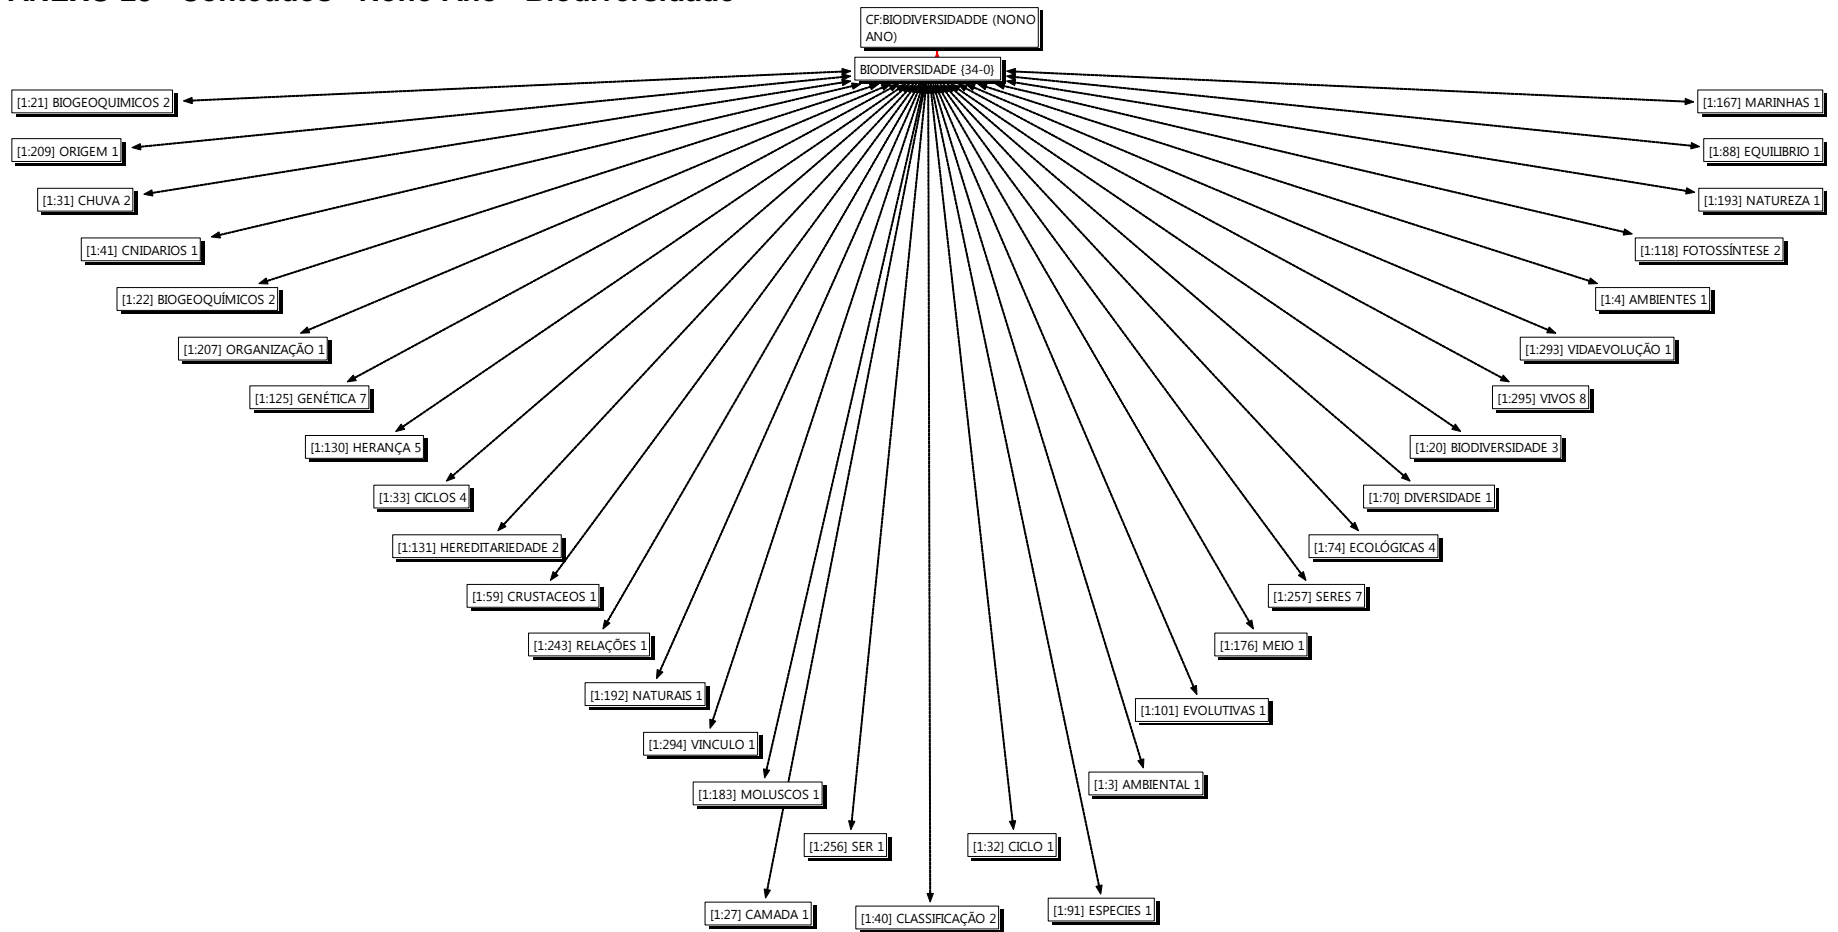 CF:BIODIVERSIDADDE (NONO
ANO)
BIODIVERSIDADE {34-0}
[1:21] BIOGEOQUIMICOS 2
[1:167] MARINHAS 1
[1:209] ORIGEM 1
[1:88] EQUILIBRIO 1
[1:31] CHUVA 2
[1:193] NATUREZA 1
[1:41] CNIDARIOS 1
[1:118] FOTOSSÍNTESE 2
[1:22] BIOGEOQUÍMICOS 2
[1:4] AMBIENTES 1
[1:207] ORGANIZAÇÃO 1
[1:293] VIDAEVOLUÇÃO 1
[1:125] GENÉTICA 7
[1:295] VIVOS 8
[1:130] HERANÇA 5
[1:20] BIODIVERSIDADE 3
[1:33] CICLOS 4
[1:70] DIVERSIDADE 1
[1:131] HEREDITARIEDADE 2
[1:74] ECOLÓGICAS 4
[1:59] CRUSTACEOS 1
[1:257] SERES 7
[1:243] RELAÇÕES 1
[1:176] MEIO 1
[1:192] NATURAIS 1
[1:101] EVOLUTIVAS 1
[1:294] VINCULO 1
[1:3] AMBIENTAL 1
[1:183] MOLUSCOS 1
[1:256] SER 1
[1:32] CICLO 1
[1:27] CAMADA 1
[1:40] CLASSIFICAÇÃO 2
[1:91] ESPECIES 1